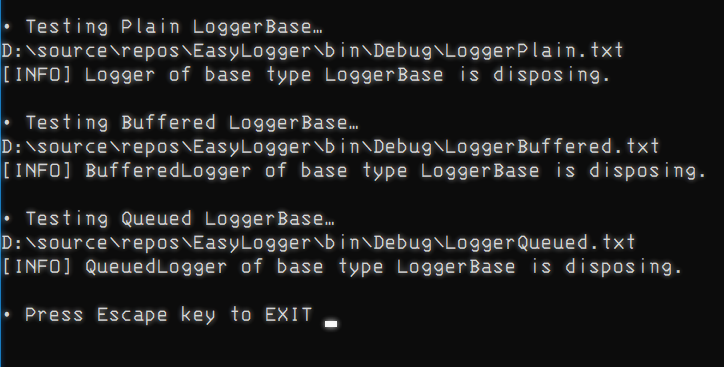 • Testing Plain LoggerBase…
D:\source\repos\EasyLogger\bin\Debug\LoggerPlain.txt
[INFO] Logger of base type LoggerBase is disposing.
• Testing Buffered LoggerBase…
D:\source\repos\EasyLogger\bin\Debug\LoggerBuffered.txt
[INFO] BufferedLogger of base type LoggerBase is disposing.
• Testing Queued LoggerBase…
D:\source\repos\EasyLogger\bin\Debug\LoggerQueued.txt
[INFO] QueuedLogger of base type LoggerBase is disposing.
• Press Escape key to EXIT